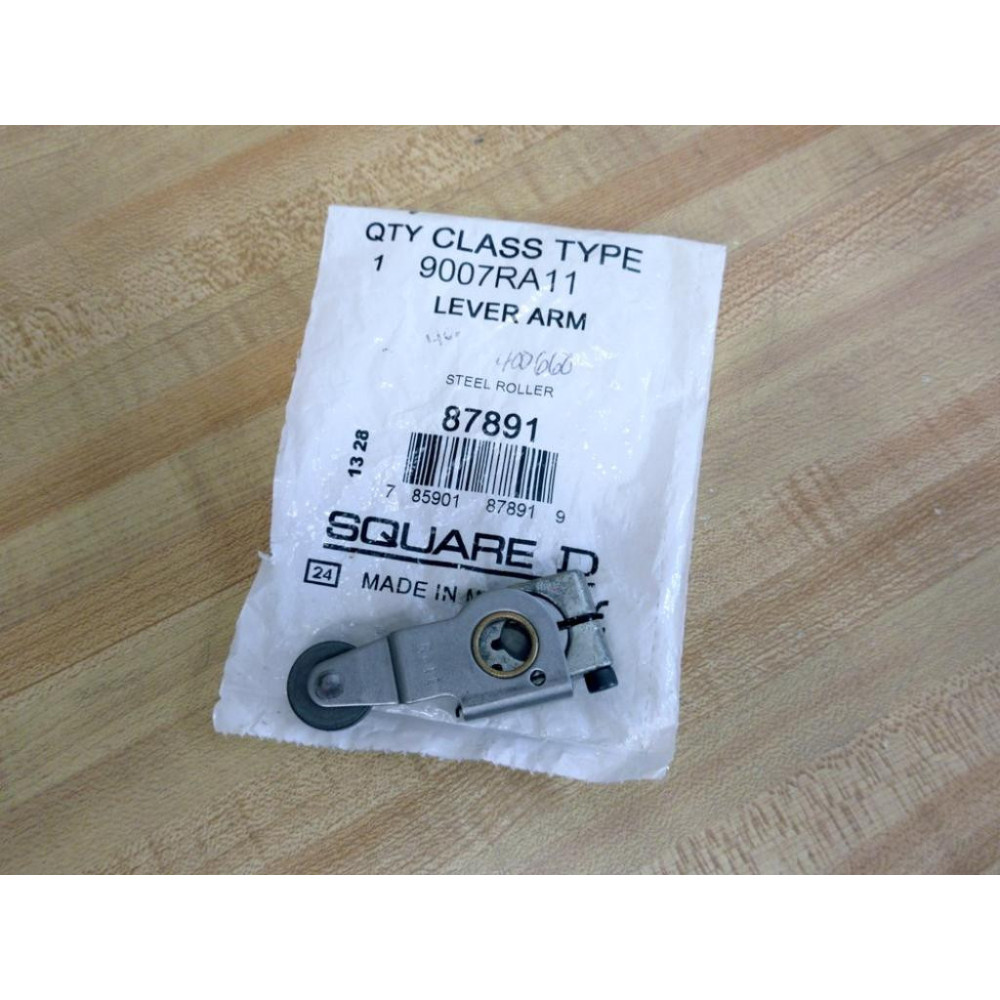 QTY CLASS TYPE
1 9007RA11
LEVER ARM
400666
STEEL ROLLER
87891
13 28
7 85901 87891 9
SQUARE D
24 MADE IN